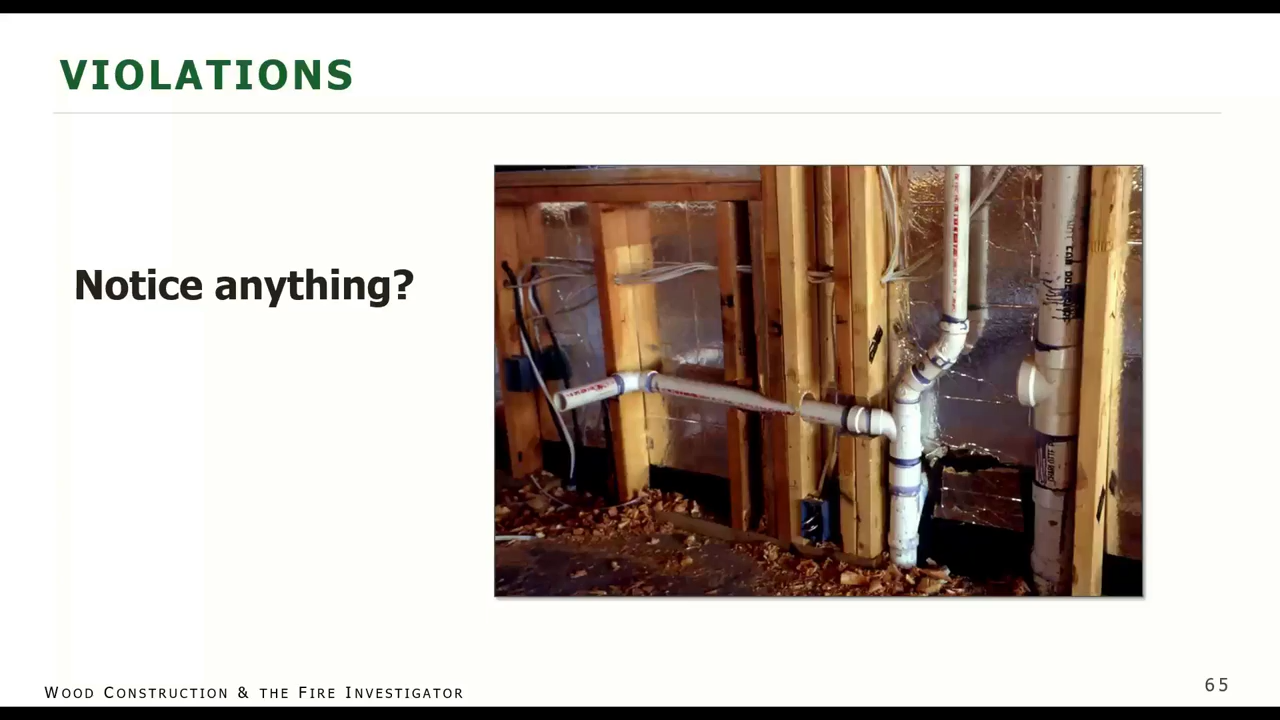 VIOLATIONS
Notice anything?
WOOD CONSTRUCTION & THE FIRE INVESTIGATOR
65